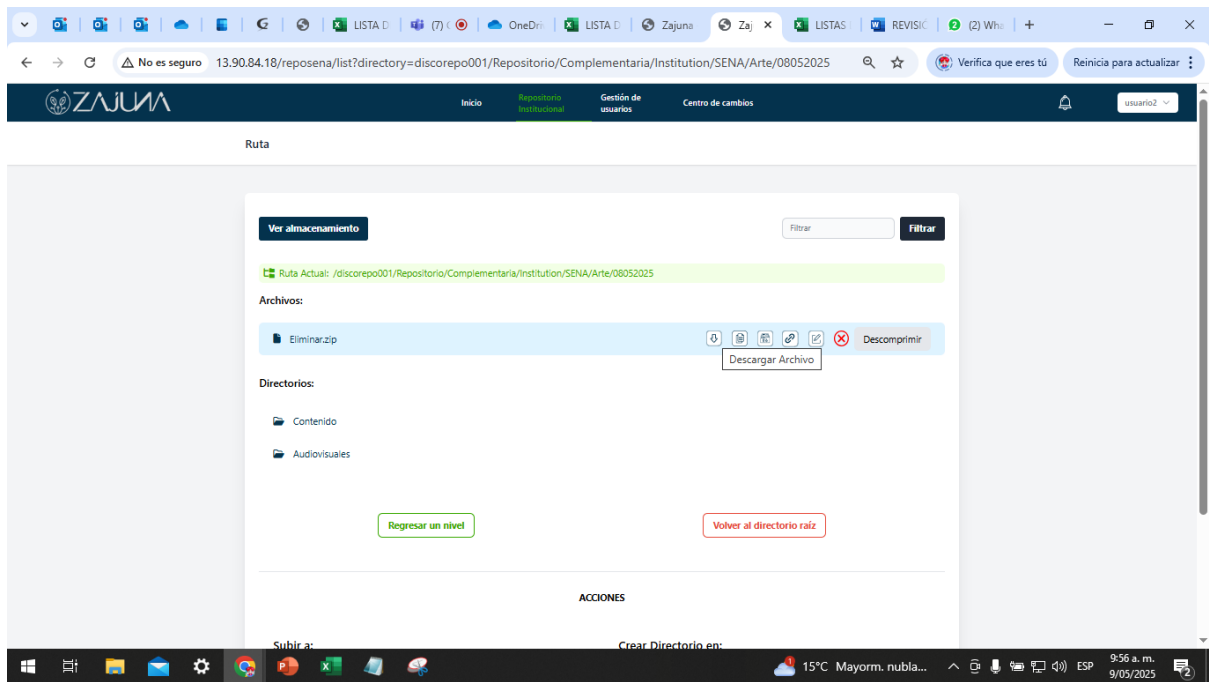 LISTA D
(7) (
OneDri
LISTA D
Zajuna
Zaj
LISTAS
REVISIÓ
(2) Wha
No es seguro
13.90.84.18/reposena/list?directory=discorepo001/Repositorio/Complementaria/Institution/SENA/Arte/08052025
Verifica que eres tú
Reinicia para actualizar
ZAJUNA
Inicio
Repositorio
Institucional
Gestión de
usuarios
Centro de cambios
usuario2
Ruta
Ver almacenamiento
Filtrar
Filtrar
Ruta Actual: /discorepo001/Repositorio/Complementaria/Institution/SENA/Arte/08052025
Archivos:
Eliminar.zip
Descomprimir
Descargar Archivo
Directorios:
Contenido
Audiovisuales
Regresar un nivel
Volver al directorio raíz
ACCIONES
Subir a:
Crear Directorio en:
15°C Mayorm. nubla...
ESP
9:56 a. m.
9/05/2025